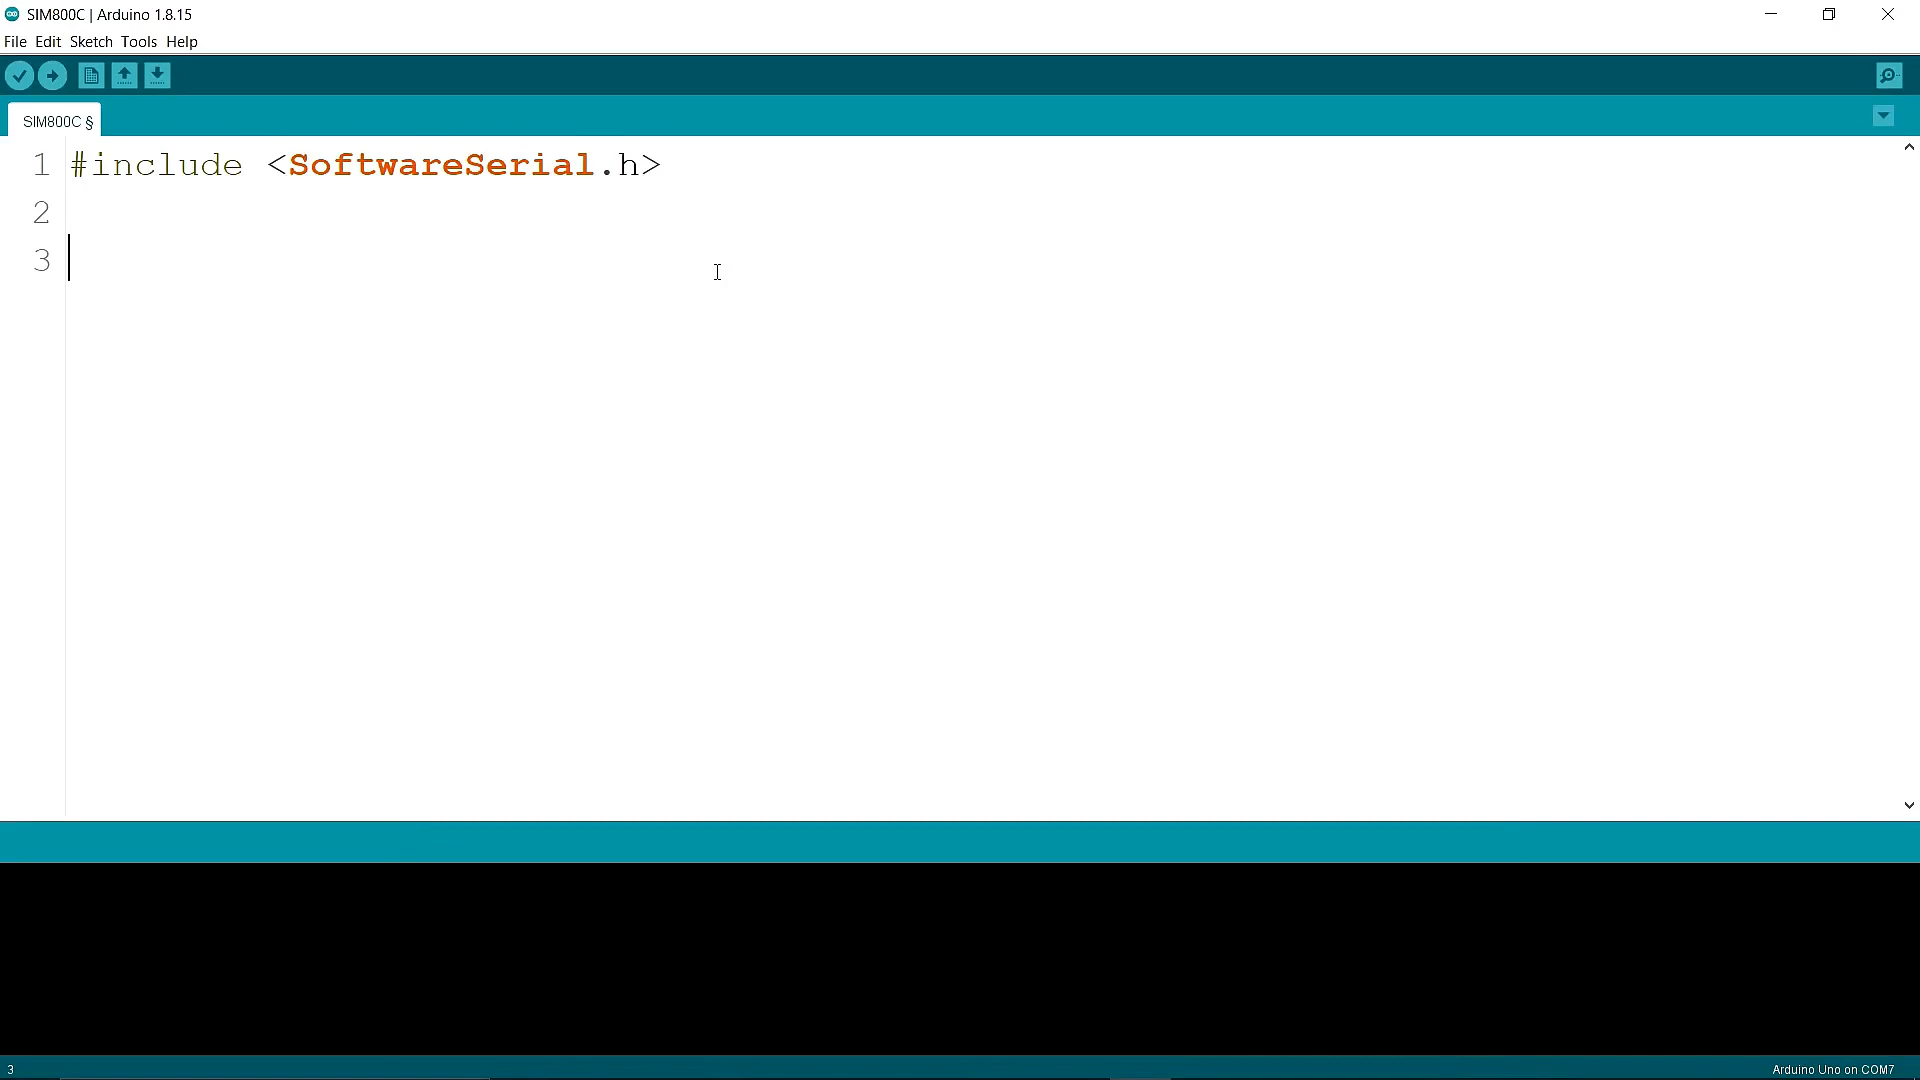 SIM800C | Arduino 1.8.15
File Edit Sketch Tools Help
SIM800C §
1 #include <SoftwareSerial.h>
2
3
3
Arduino Uno on COM7